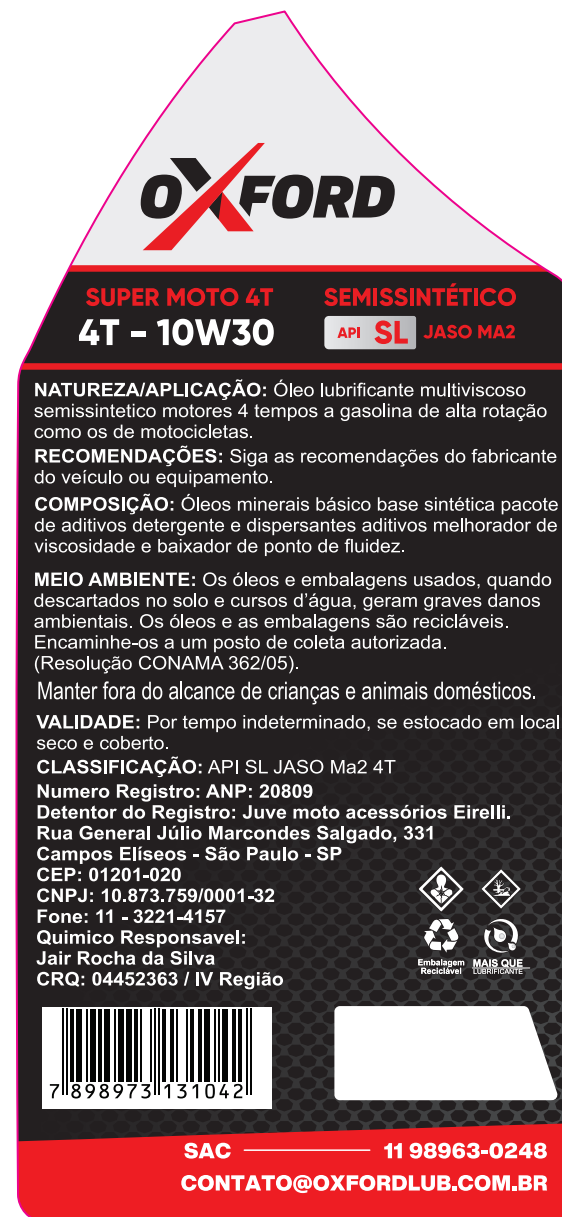 OXFORD
SUPER MOTO 4T
4T - 10W30
SEMISSINTÉTICO
API SL JASO MA2
NATUREZA/APLICAÇÃO: Óleo lubrificante multiviscoso
semissintetico motores 4 tempos a gasolina de alta rotação
como os de motocicletas.
RECOMENDAÇÕES: Siga as recomendações do fabricante
do veículo ou equipamento.
COMPOSIÇÃO: Óleos minerais básico base sintética pacote
de aditivos detergente e dispersantes aditivos melhorador de
viscosidade e baixador de ponto de fluidez.
MEIO AMBIENTE: Os óleos e embalagens usados, quando
descartados no solo e cursos d'água, geram graves danos
ambientais. Os óleos e as embalagens são recicláveis.
Encaminhe-os a um posto de coleta autorizada.
(Resolução CONAMA 362/05).
Manter fora do alcance de crianças e animais domésticos.
VALIDADE: Por tempo indeterminado, se estocado em local
seco e coberto.
CLASSIFICAÇÃO: API SL JASO Ma2 4T
Numero Registro: ANP: 20809
Detentor do Registro: Juve moto acessórios Eirelli.
Rua General Júlio Marcondes Salgado, 331
Campos Elíseos - São Paulo - SP
CEP: 01201-020
CNPJ: 10.873.759/0001-32
Fone: 11 - 3221-4157
Quimico Responsavel:
Jair Rocha da Silva
CRQ: 04452363 / IV Região
Embalagem
Reciclável
MAIS QUE
LUBRIFICANTE
7 898973 131042
SAC 11 98963-0248
CONTATO@OXFORDLUB.COM.BR